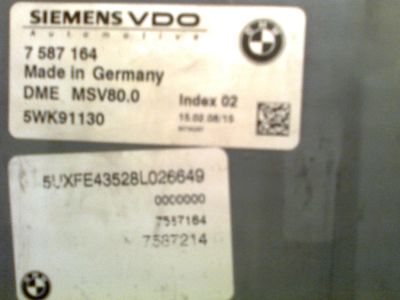 SIEMENS VDO
Automotive
7 587 164
Made in Germany
DME MSV80.0
Index 02
5WK91130
15.02.08/15
5UXFE43528L026649
0000000
7587164
7587214